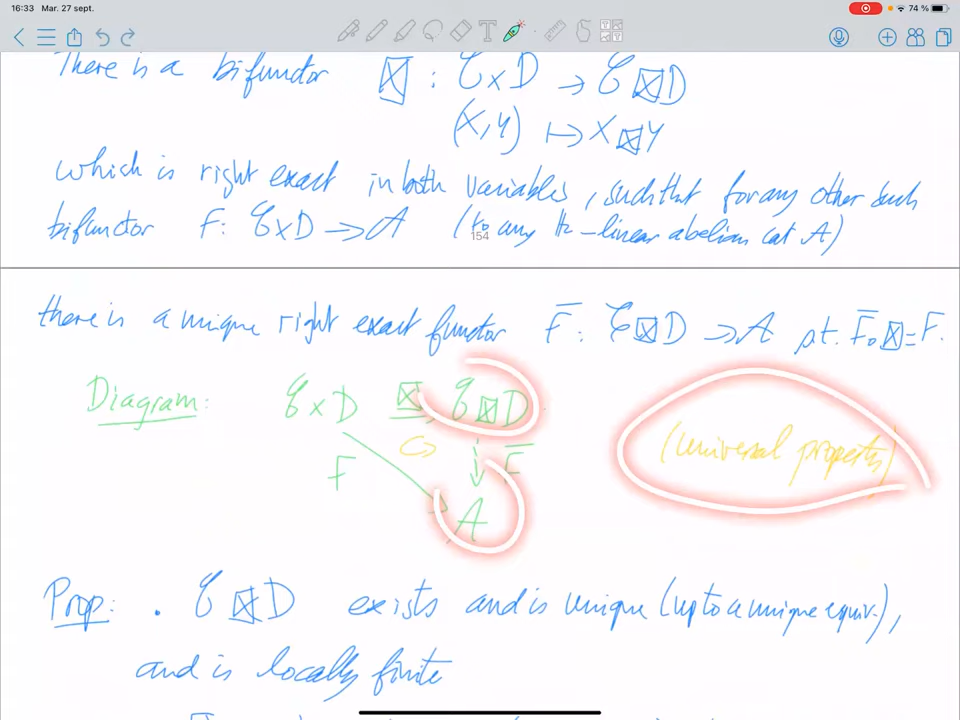 16:33 Mar. 27 sept. 74 %
There is a bifunctor ⊠ : C×D → C⊠D
(X,Y) ↦ X⊠Y
which is right exact in both variables, such that for any other such
bifunctor F: C×D → A (to any k-linear abelian cat A)
154
there is a unique right exact functor F̄ : C⊠D → A st. F̄∘⊠=F.
Diagram: C×D ⊠ C⊠D
(universal property)
F F̄
A
Prop: . C⊠D exists and is unique (up to a unique equiv.),
and is locally finite